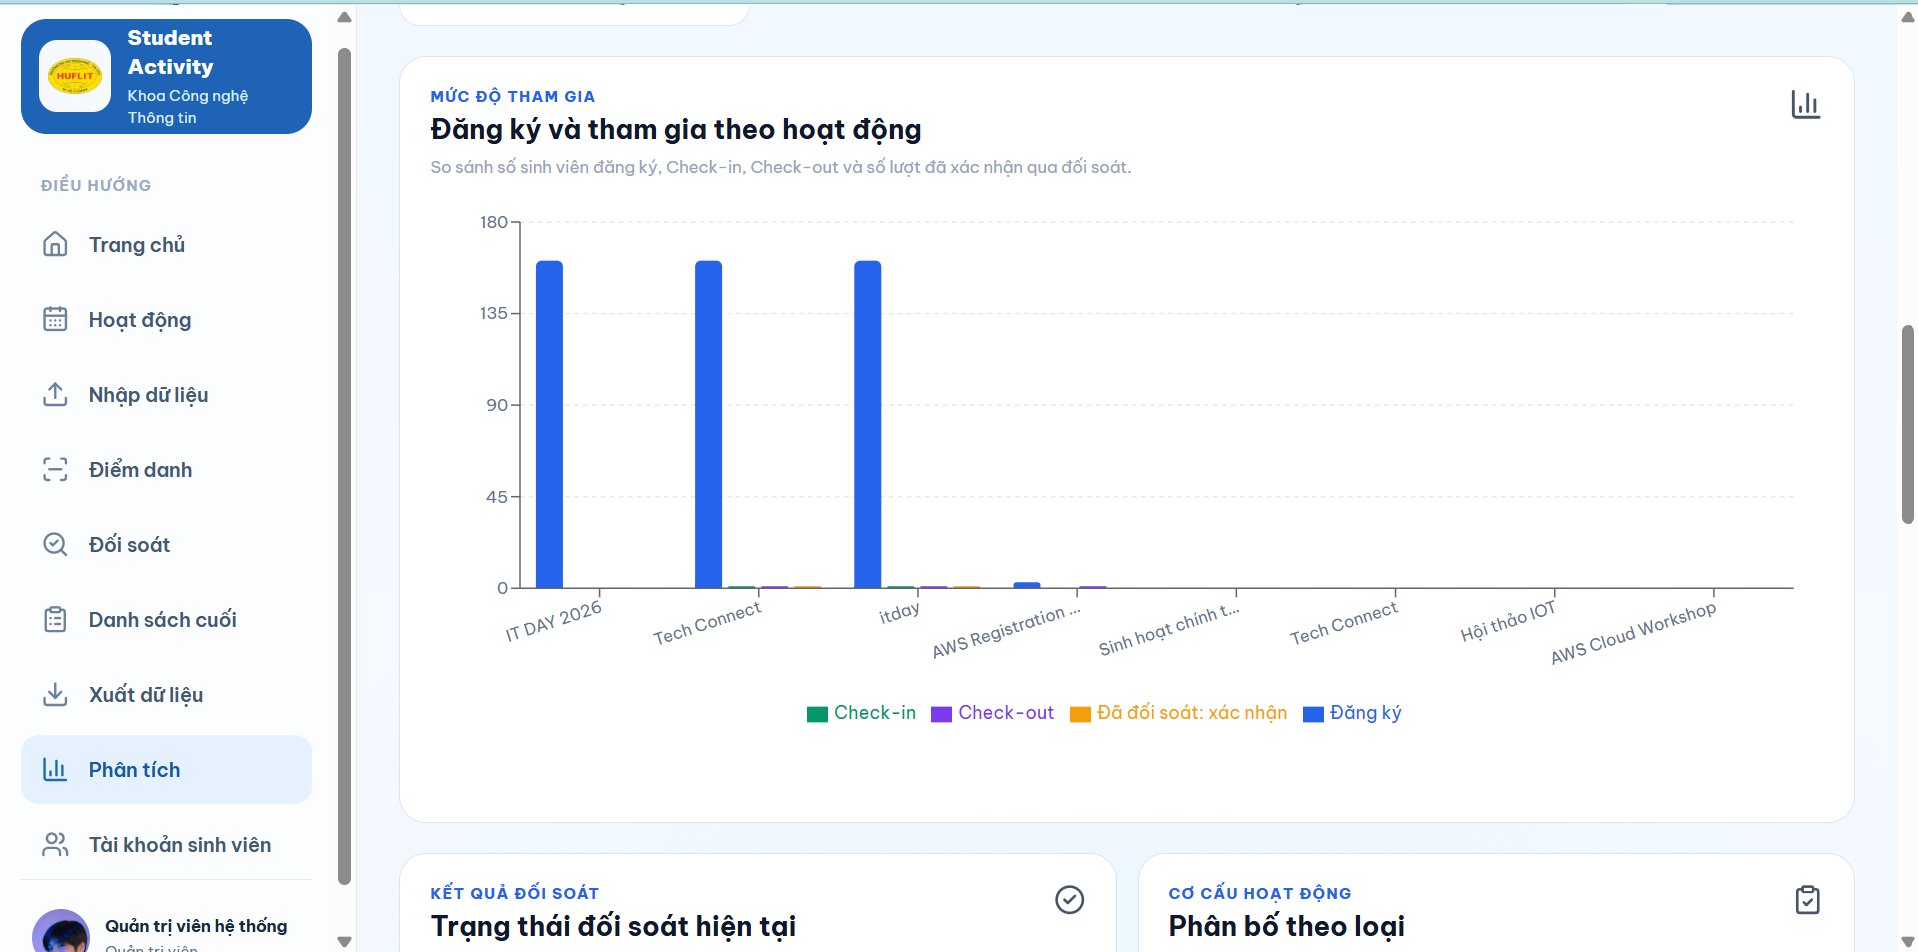 HUFLIT
Student
Activity
Khoa Công nghệ
Thông tin
ĐIỀU HƯỚNG
Trang chủ
Hoạt động
Nhập dữ liệu
Điểm danh
Đối soát
Danh sách cuối
Xuất dữ liệu
Phân tích
Tài khoản sinh viên
Quản trị viên hệ thống
Quản trị viên
MỨC ĐỘ THAM GIA
Đăng ký và tham gia theo hoạt động
So sánh số sinh viên đăng ký, Check-in, Check-out và số lượt đã xác nhận qua đối soát.
180
135
90
45
0
IT DAY 2026
Tech Connect
itday
AWS Registration ...
Sinh hoạt chính t...
Tech Connect
Hội thảo IOT
AWS Cloud Workshop
Check-in
Check-out
Đã đối soát: xác nhận
Đăng ký
KẾT QUẢ ĐỐI SOÁT
Trạng thái đối soát hiện tại
CƠ CẤU HOẠT ĐỘNG
Phân bố theo loại